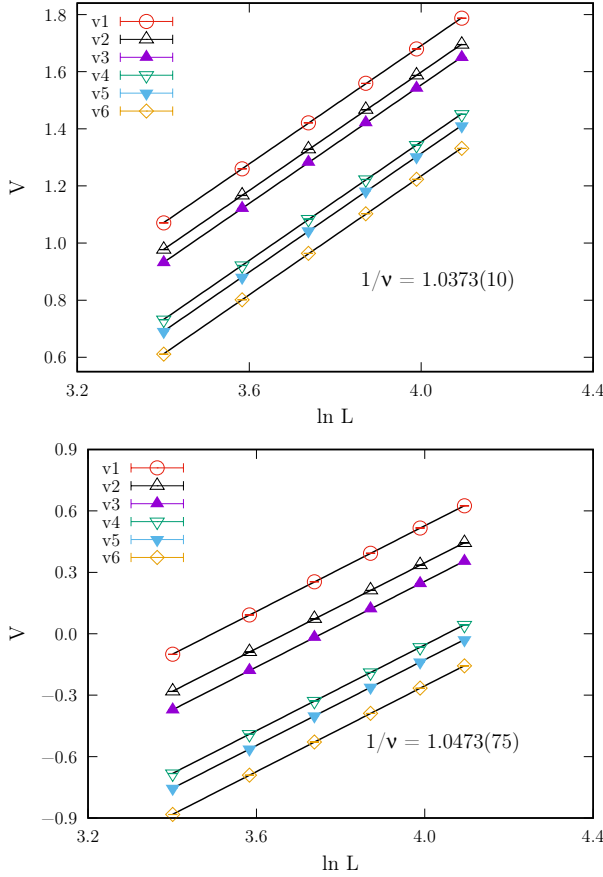 1.8
1.6
1.4
1.2
1.0
0.8
0.6
V
v1
v2
v3
v4
v5
v6
1/ν = 1.0373(10)
3.2 3.6 4.0 4.4
ln L
0.9
0.6
0.3
0.0
−0.3
−0.6
−0.9
V
v1
v2
v3
v4
v5
v6
1/ν = 1.0473(75)
3.2 3.6 4.0 4.4
ln L